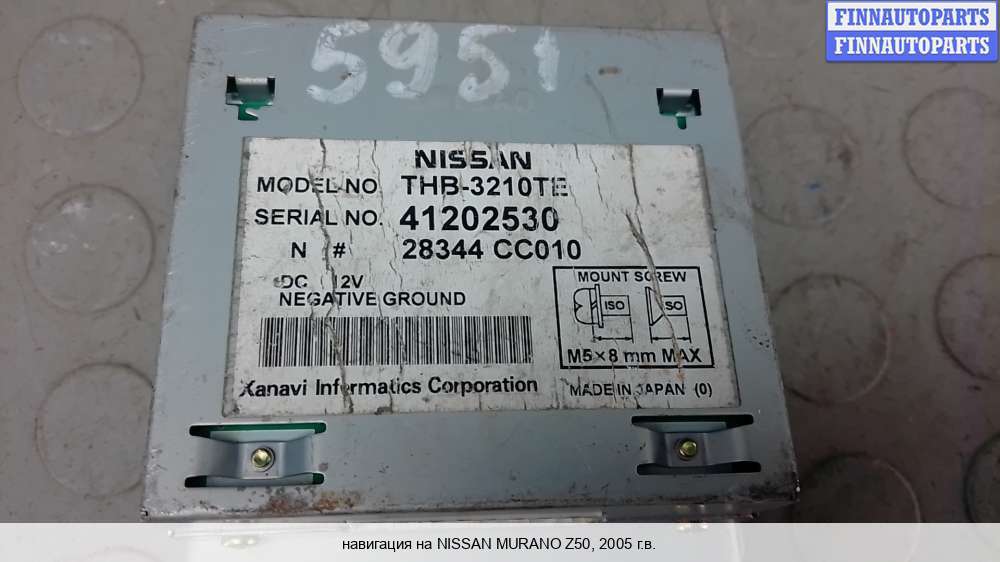 FINNAUTOPARTS
FINNAUTOPARTS
5951
NISSAN
MODEL NO. THB-3210TE
SERIAL NO. 41202530
N # 28344 CC010
DC 12V
NEGATIVE GROUND
MOUNT SCREW
ISO ISO
M5×8 mm MAX
Xanavi Informatics Corporation
MADE IN JAPAN (0)
навигация на NISSAN MURANO Z50, 2005 г.в.